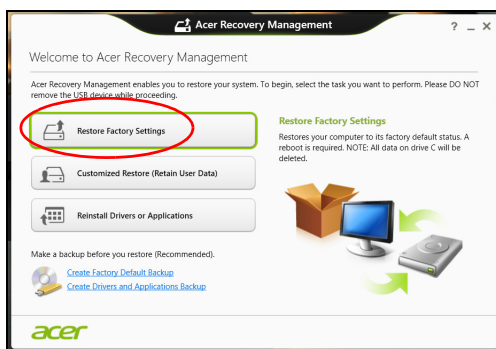 Acer Recovery Management
? _ X
Welcome to Acer Recovery Management
Acer Recovery Management enables you to restore your system. To begin, select the task you want to perform. Please DO NOT
remove the USB device while proceeding.
Restore Factory Settings
Customized Restore (Retain User Data)
Reinstall Drivers or Applications
Restore Factory Settings
Restores your computer to its factory default status. A
reboot is required. NOTE: All data on drive C will be
deleted.
Make a backup before you restore (Recommended).
Create Factory Default Backup
Create Drivers and Applications Backup
acer